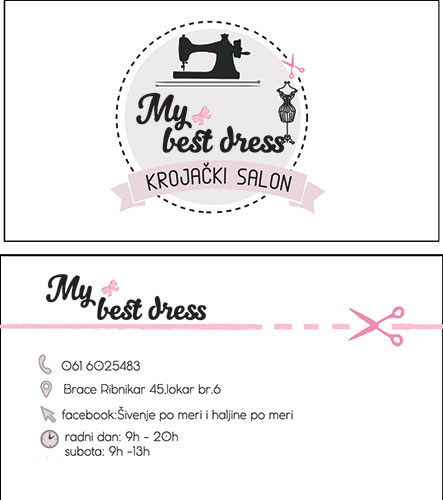 My
best dress
KROJAČKI SALON
My
best dress
061 6025483
Brace Ribnikar 45,lokar br.6
facebook:Šivenje po meri i haljine po meri
radni dan: 9h - 20h
subota: 9h -13h